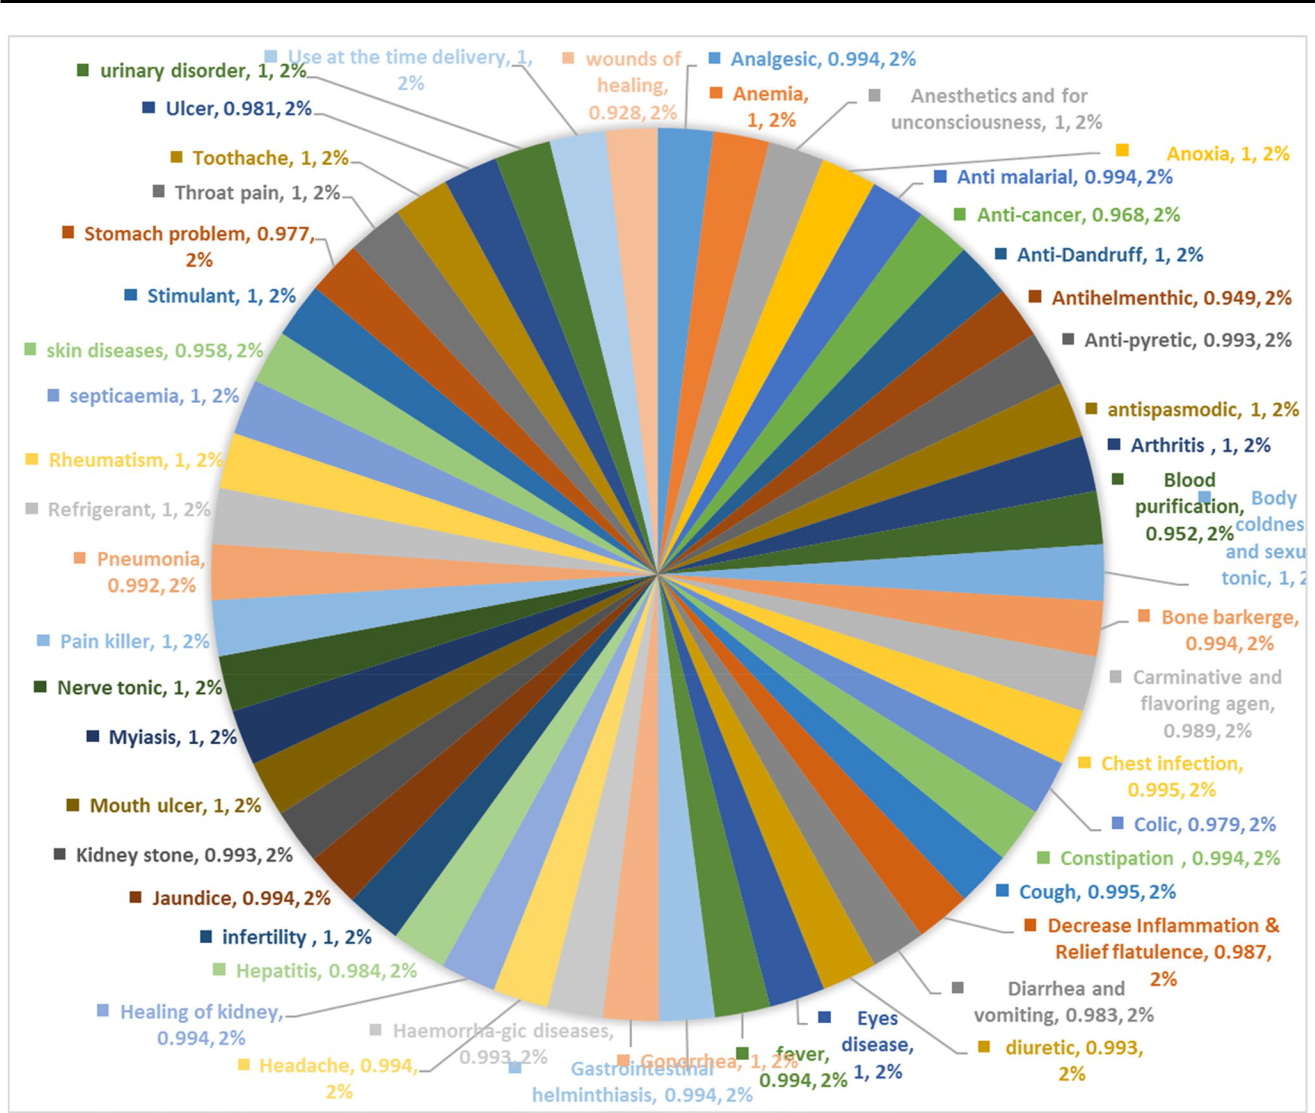 wounds of
healing,
0.928, 2%
Analgesic, 0.994, 2%
Anemia,
1, 2%
Anesthetics and for
unconsciousness, 1, 2%
Anoxia, 1, 2%
Anti malarial, 0.994, 2%
Anti-cancer, 0.968, 2%
Anti-Dandruff, 1, 2%
Antihelmenthic, 0.949, 2%
Anti-pyretic, 0.993, 2%
antispasmodic, 1, 2%
Arthritis , 1, 2%
Blood
purification,
0.952, 2%
Body
coldnes
and sexu
tonic, 1, 2
Bone barkerge,
0.994, 2%
Carminative and
flavoring agen,
0.989, 2%
Chest infection,
0.995, 2%
Colic, 0.979, 2%
Constipation , 0.994, 2%
Cough, 0.995, 2%
Decrease Inflammation &
Relief flatulence, 0.987,
2%
Diarrhea and
vomiting, 0.983, 2%
diuretic, 0.993,
2%
Eyes
disease,
1, 2%
fever,
0.994, 2%
Gastrointestinal
helminthiasis, 0.994, 2%
Gonorrhea, 1, 2%
Haemorrha-gic diseases,
0.993, 2%
Headache, 0.994,
2%
Healing of kidney,
0.994, 2%
Hepatitis, 0.984, 2%
infertility , 1, 2%
Jaundice, 0.994, 2%
Kidney stone, 0.993, 2%
Mouth ulcer, 1, 2%
Myiasis, 1, 2%
Nerve tonic, 1, 2%
Pain killer, 1, 2%
Pneumonia,
0.992, 2%
Refrigerant, 1, 2%
Rheumatism, 1, 2%
septicaemia, 1, 2%
skin diseases, 0.958, 2%
Stimulant, 1, 2%
Stomach problem, 0.977,
2%
Throat pain, 1, 2%
Toothache, 1, 2%
Ulcer, 0.981, 2%
urinary disorder, 1, 2%
Use at the time delivery, 1,
2%